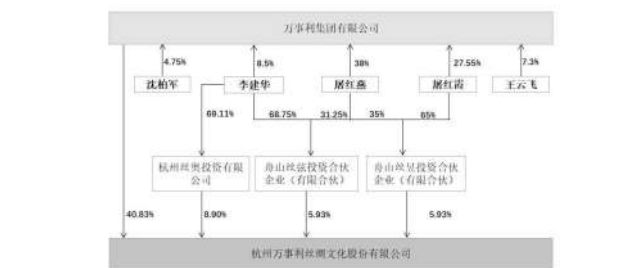 万事利集团有限公司
4.75%
8.5%
38%
27.55%
7.3%
沈柏军
李建华
屠红燕
屠红霞
王云飞
69.11%
68.75%
31.25%
35%
65%
杭州丝奥投资有限
公司
舟山丝弦投资合伙
企业（有限合伙）
舟山丝昱投资合伙
企业（有限合伙）
40.83%
8.90%
5.93%
5.93%
杭州万事利丝绸文化股份有限公司